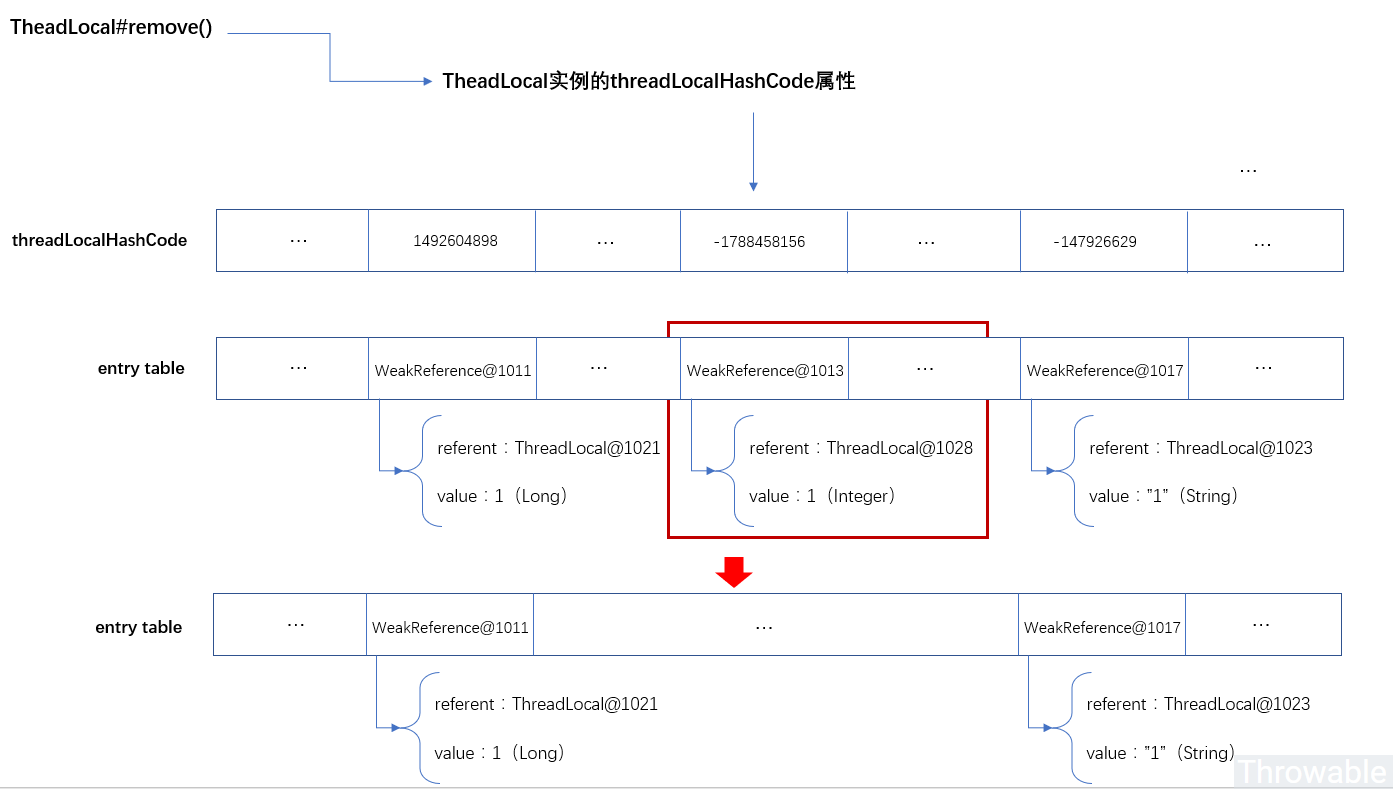 TheadLocal#remove()
TheadLocal实例的threadLocalHashCode属性
...
threadLocalHashCode ... 1492604898 ... -1788458156 ... -147926629 ...
entry table ... WeakReference@1011 ... WeakReference@1013 ... WeakReference@1017 ...
referent：ThreadLocal@1021 referent：ThreadLocal@1028 referent：ThreadLocal@1023
value：1（Long） value：1（Integer） value：”1”（String）
entry table ... WeakReference@1011 ... WeakReference@1017 ...
referent：ThreadLocal@1021 referent：ThreadLocal@1023
value：1（Long） value：”1”（String）
Throwable